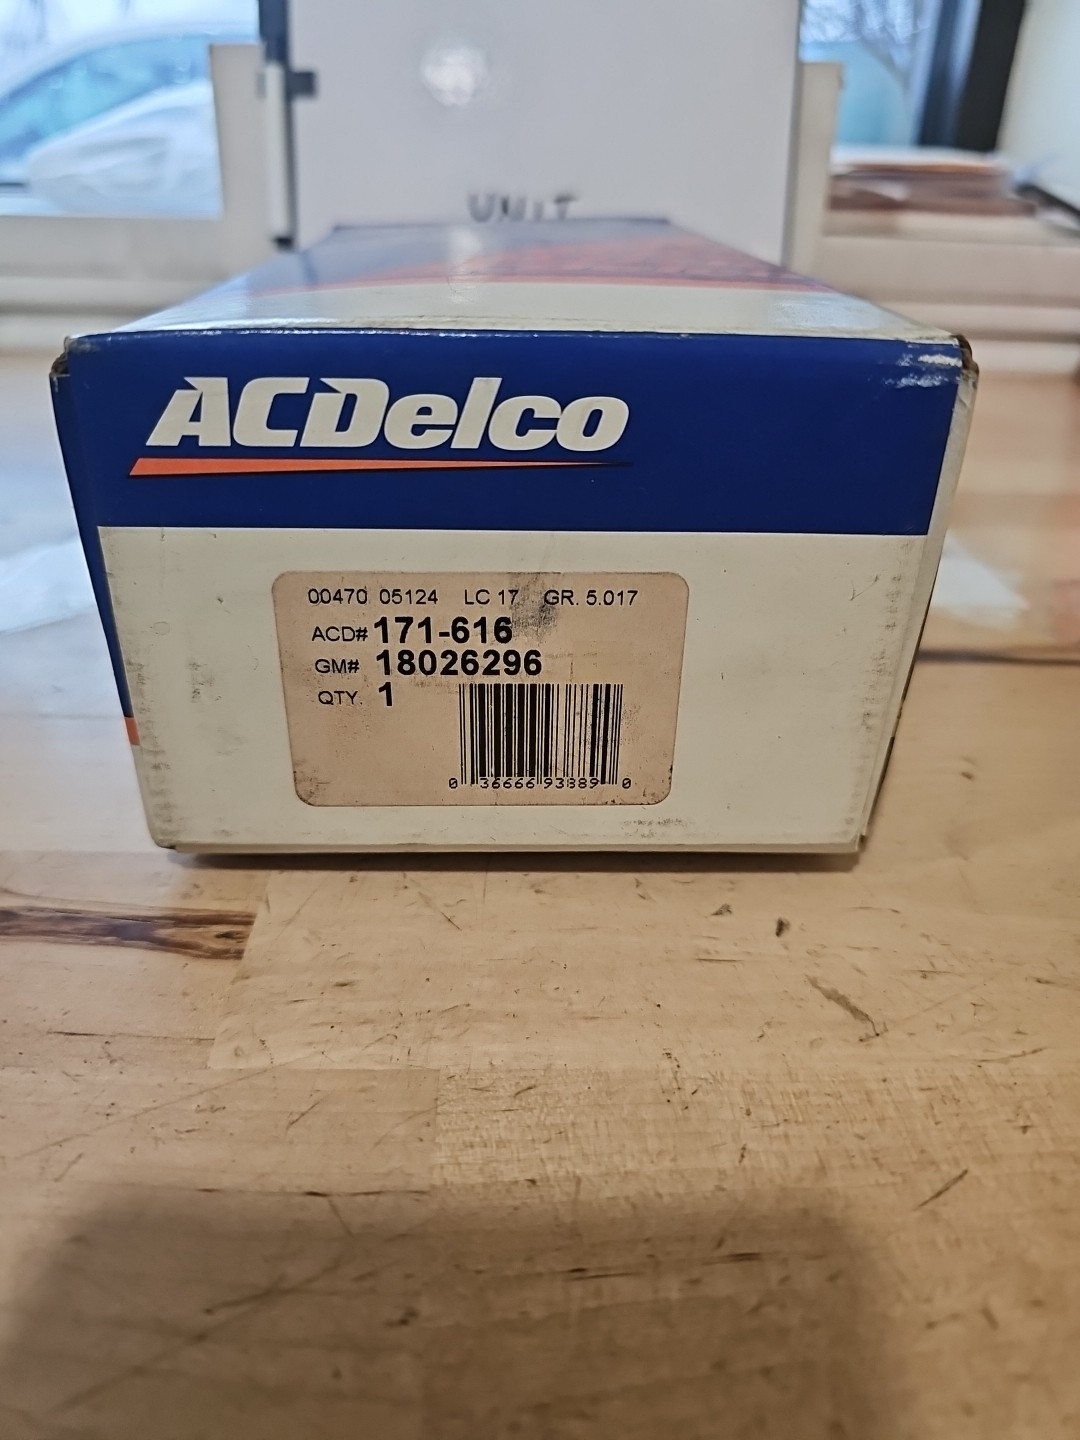 UNIT
ACDelco
00470 05124 LC 17 GR. 5.017
ACD# 171-616
GM# 18026296
QTY. 1
0 36666 93889 0